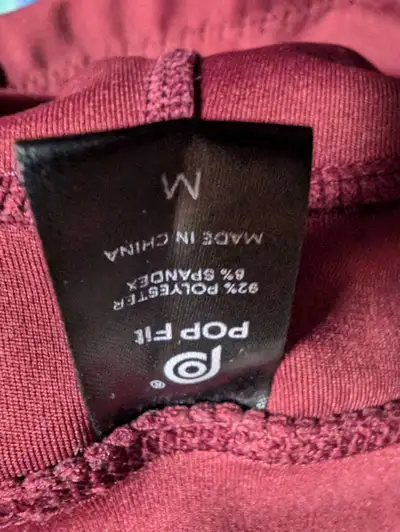 ®
POP Fit
92% POLYESTER
8% SPANDEX
MADE IN CHINA
M